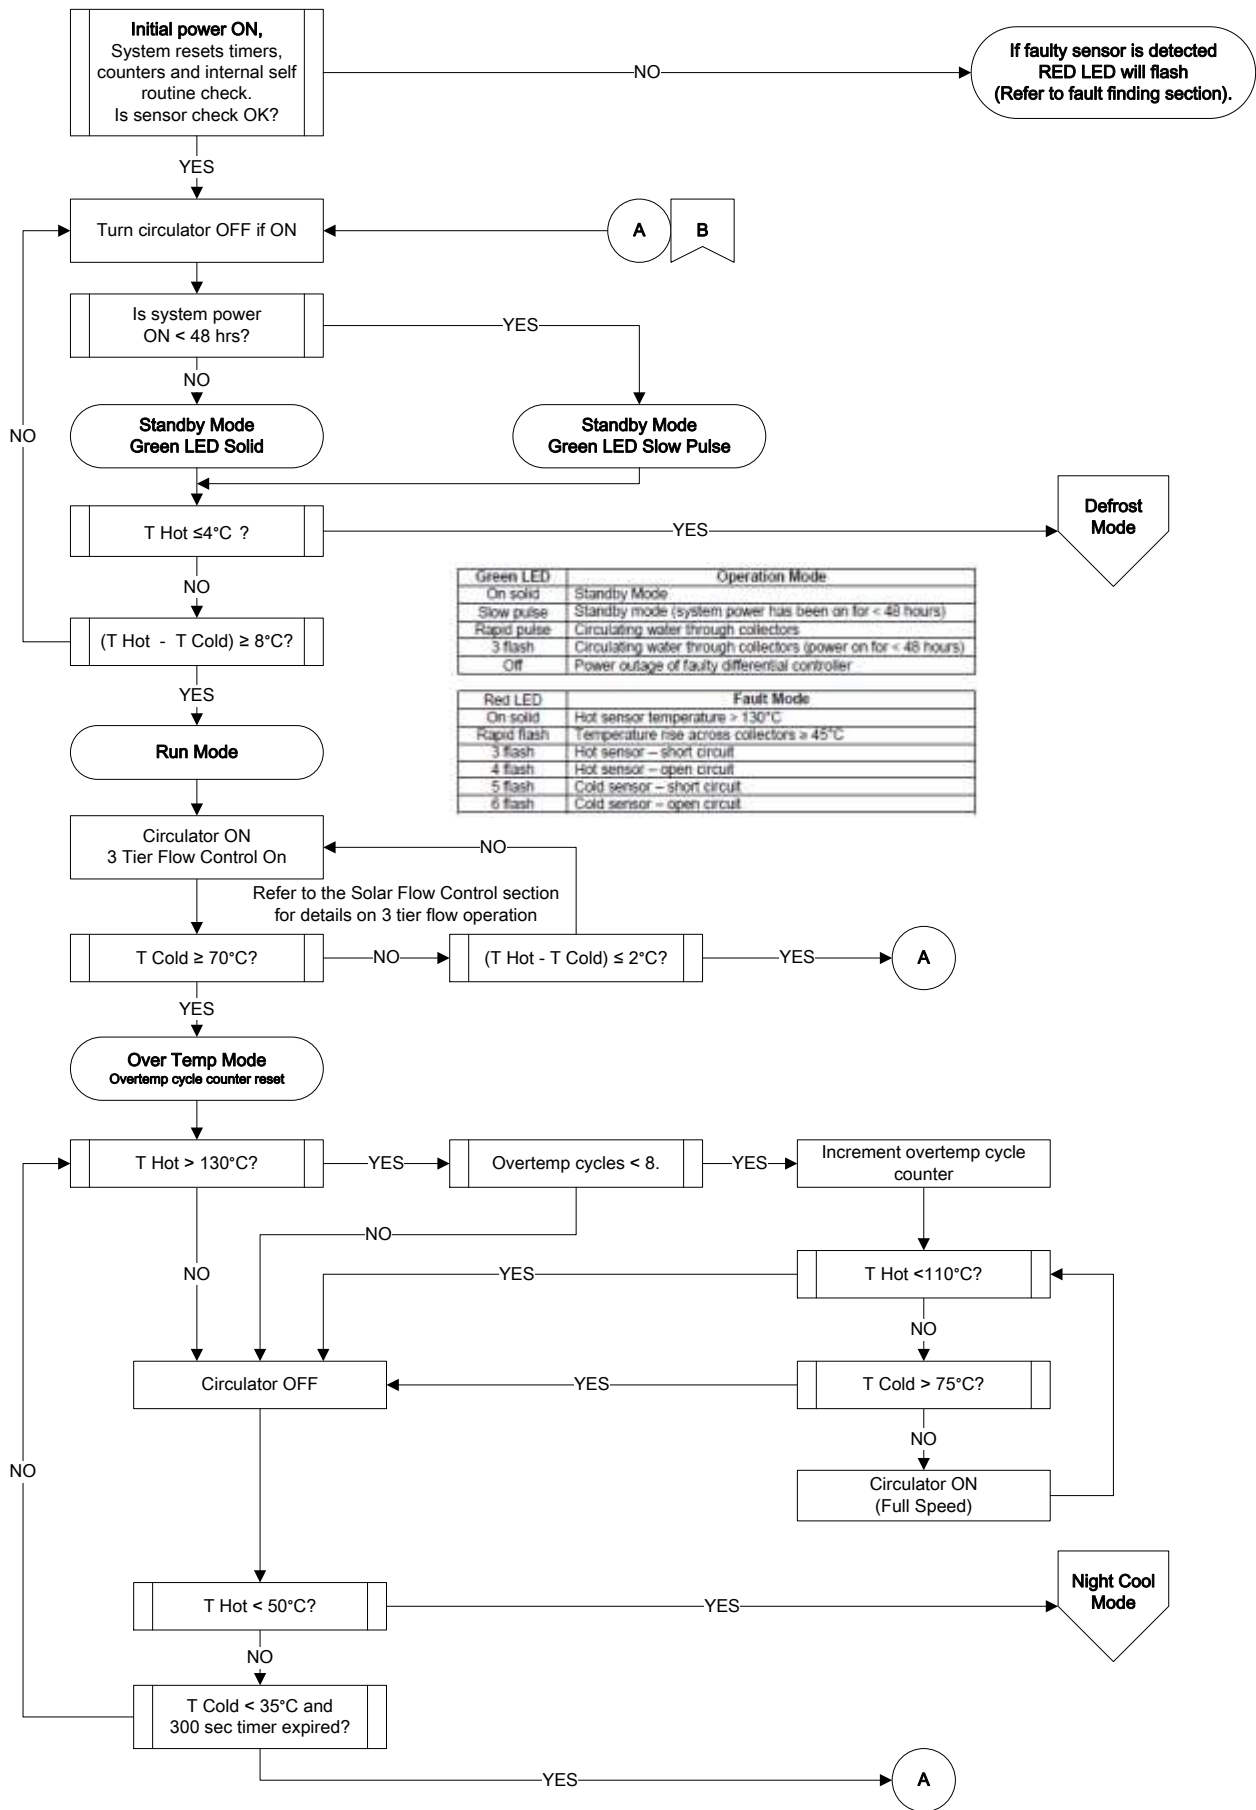 Initial power ON,
System resets timers,
counters and internal self
routine check.
Is sensor check OK?
NO
If faulty sensor is detected
RED LED will flash
(Refer to fault finding section).
YES
Turn circulator OFF if ON
A
B
Is system power
ON < 48 hrs?
YES
NO
NO
Standby Mode
Green LED Solid
Standby Mode
Green LED Slow Pulse
T Hot ≤4°C ?
YES
Defrost
Mode
NO
(T Hot - T Cold) ≥ 8°C?
Green LED Operation Mode
On solid Standby Mode
Slow pulse Standby mode (system power has been on for < 48 hours)
Rapid pulse Circulating water through collectors
3 flash Circulating water through collectors (power on for < 48 hours)
Off Power outage of faulty differential controller
YES
Run Mode
Red LED Fault Mode
On solid Hot sensor temperature > 130°C
Rapid flash Temperature rise across collectors ≥ 45°C
3 flash Hot sensor – short circuit
4 flash Hot sensor – open circuit
5 flash Cold sensor – short circuit
6 flash Cold sensor – open circuit
Circulator ON
3 Tier Flow Control On
NO
Refer to the Solar Flow Control section
for details on 3 tier flow operation
T Cold ≥ 70°C?
NO
(T Hot - T Cold) ≤ 2°C?
YES
A
YES
Over Temp Mode
Overtemp cycle counter reset
T Hot > 130°C?
YES
Overtemp cycles < 8.
YES
Increment overtemp cycle
counter
NO
NO
YES
T Hot <110°C?
NO
Circulator OFF
YES
T Cold > 75°C?
NO
NO
Circulator ON
(Full Speed)
T Hot < 50°C?
YES
Night Cool
Mode
NO
T Cold < 35°C and
300 sec timer expired?
YES
A